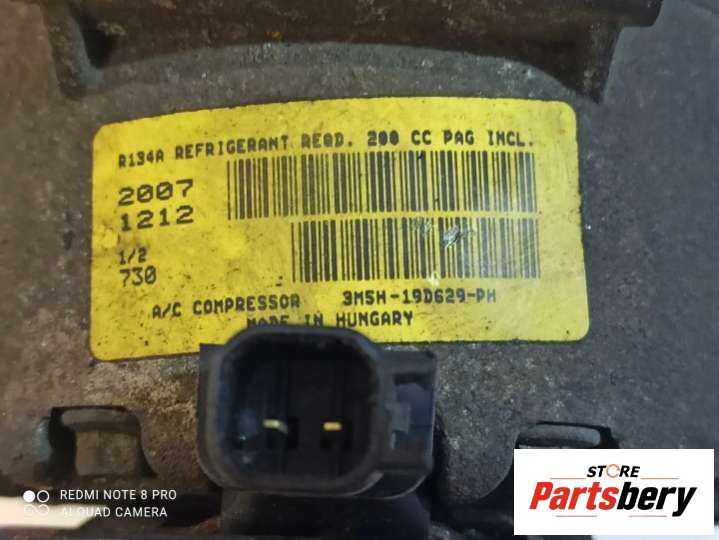 R134A REFRIGERANT REQD. 200 CC PAG INCL.
2007
1212
1/2
730
A/C COMPRESSOR 3M5H-19D629-PH
MADE IN HUNGARY
REDMI NOTE 8 PRO
AI QUAD CAMERA
STORE
Partsbery